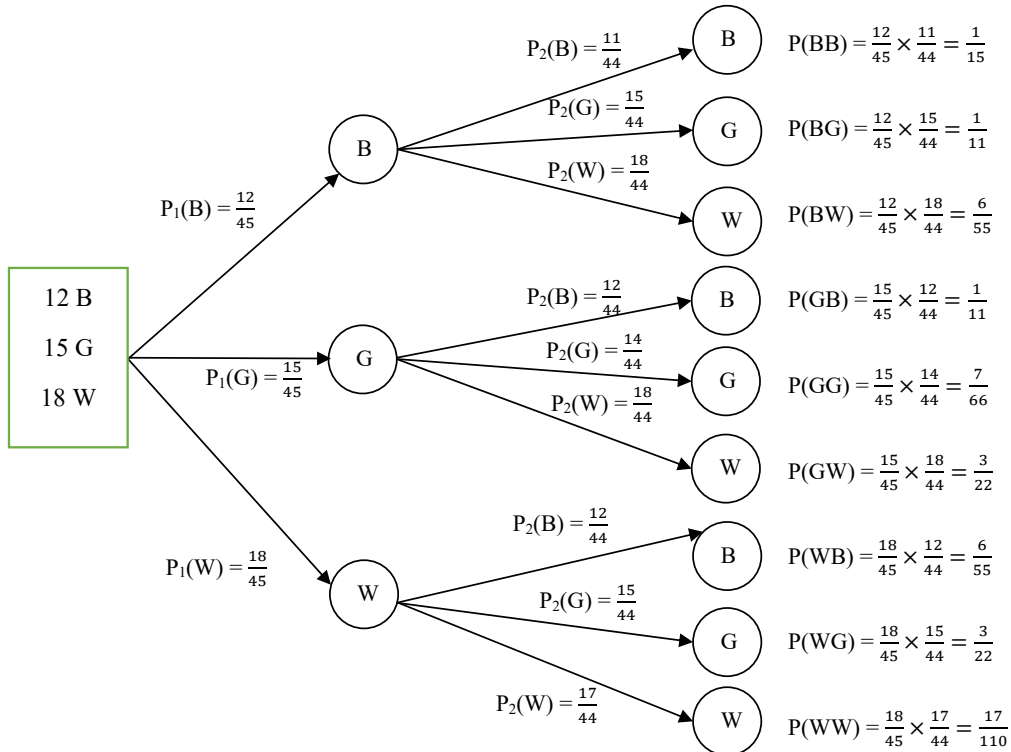 12 B
15 G
18 W
P₁(B) = 12/45
P₁(G) = 15/45
P₁(W) = 18/45
B
G
W
P₂(B) = 11/44
P₂(G) = 15/44
P₂(W) = 18/44
P₂(B) = 12/44
P₂(G) = 14/44
P₂(W) = 18/44
P₂(B) = 12/44
P₂(G) = 15/44
P₂(W) = 17/44
B P(BB) = 12/45 × 11/44 = 1/15
G P(BG) = 12/45 × 15/44 = 1/11
W P(BW) = 12/45 × 18/44 = 6/55
B P(GB) = 15/45 × 12/44 = 1/11
G P(GG) = 15/45 × 14/44 = 7/66
W P(GW) = 15/45 × 18/44 = 3/22
B P(WB) = 18/45 × 12/44 = 6/55
G P(WG) = 18/45 × 15/44 = 3/22
W P(WW) = 18/45 × 17/44 = 17/110